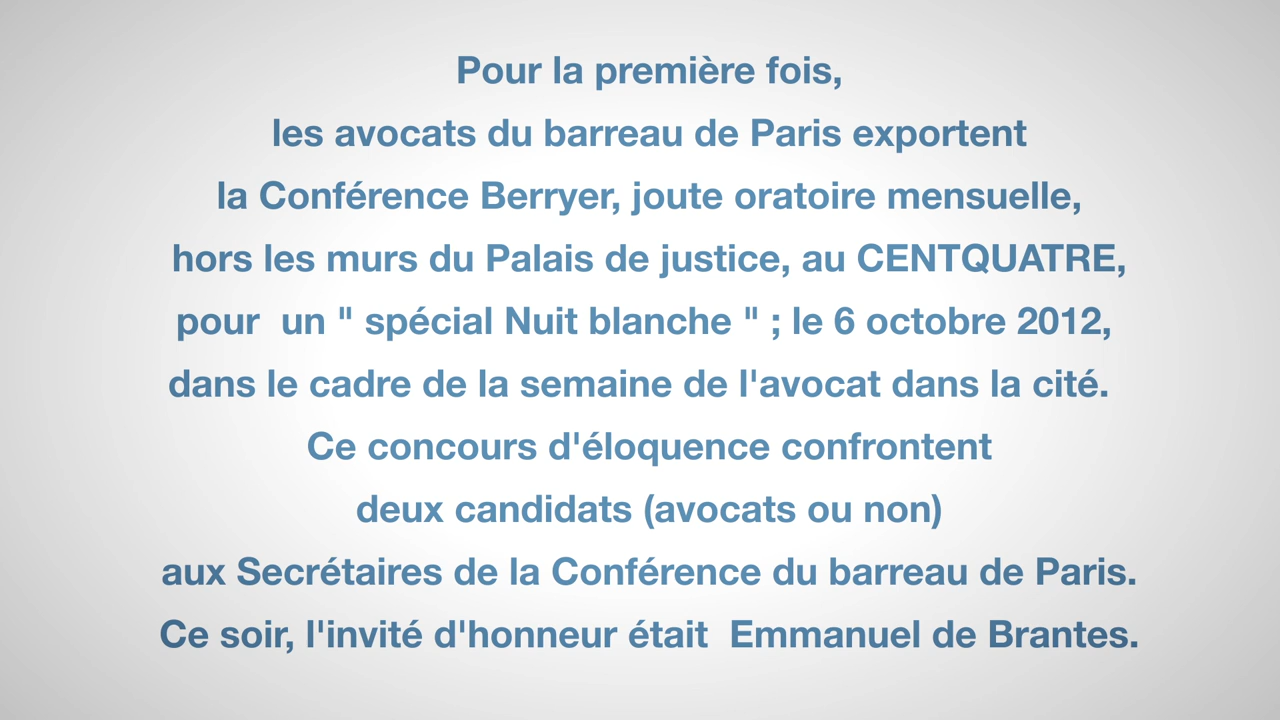 Pour la première fois,
les avocats du barreau de Paris exportent
la Conférence Berryer, joute oratoire mensuelle,
hors les murs du Palais de justice, au CENTQUATRE,
pour  un " spécial Nuit blanche " ; le 6 octobre 2012,
dans le cadre de la semaine de l'avocat dans la cité.
Ce concours d'éloquence confrontent
deux candidats (avocats ou non)
aux Secrétaires de la Conférence du barreau de Paris.
Ce soir, l'invité d'honneur était  Emmanuel de Brantes.